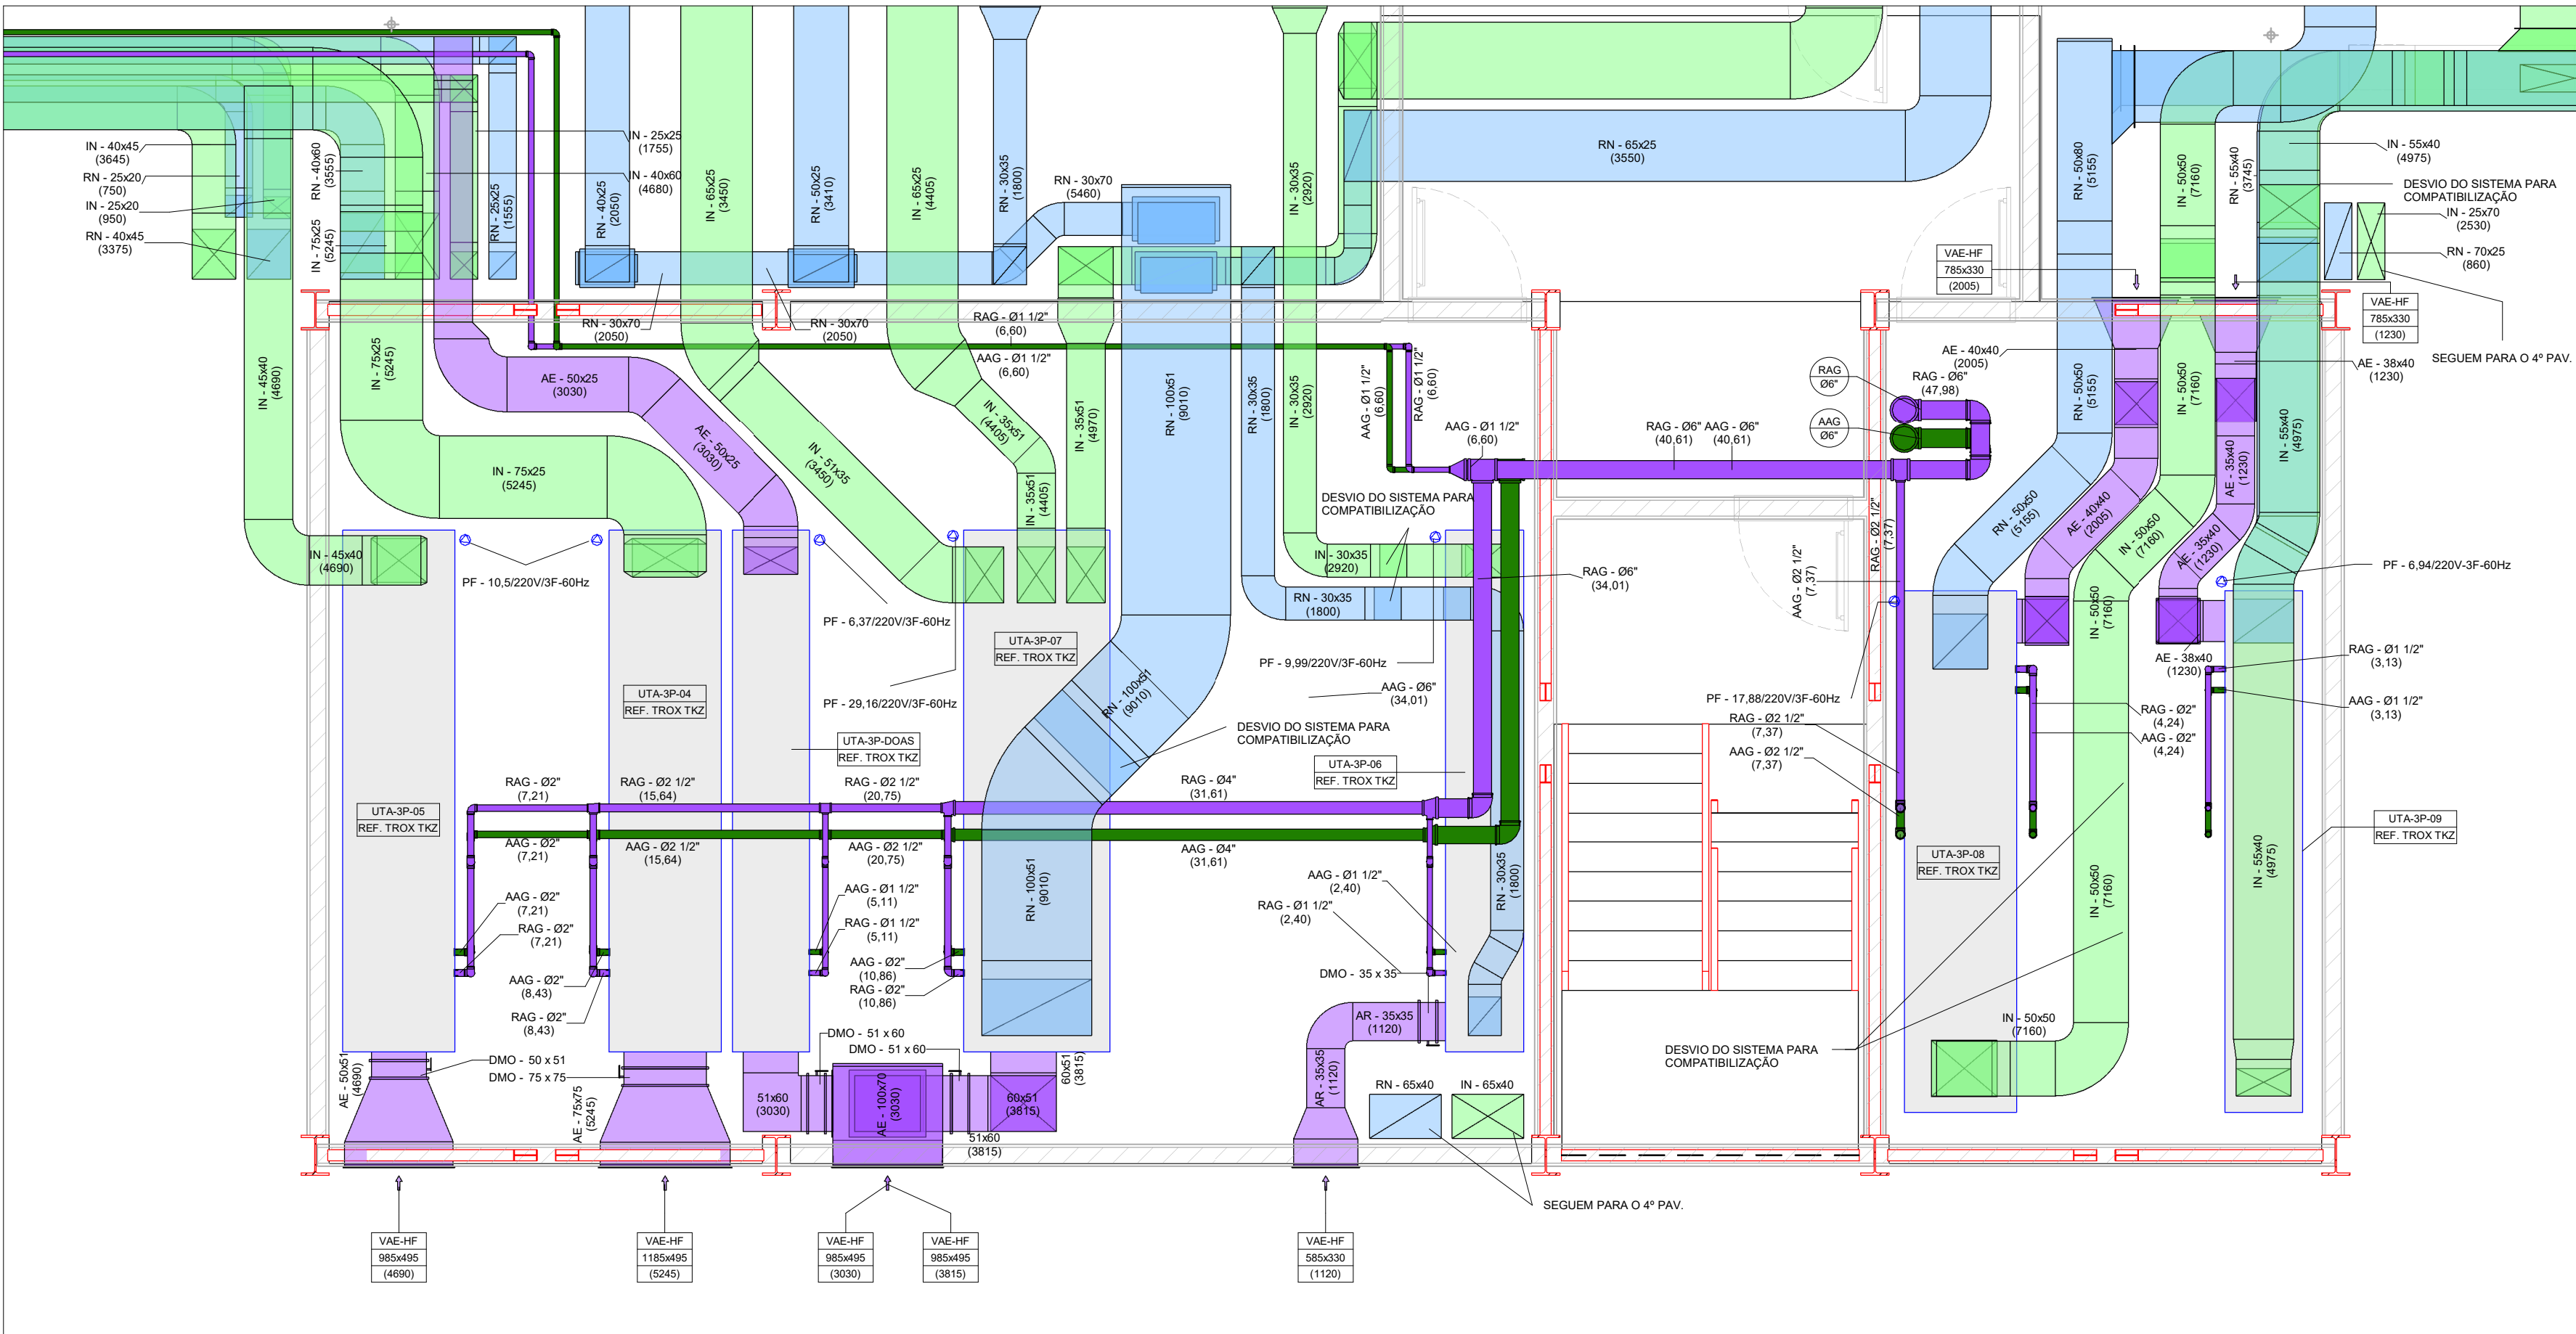 IN - 40x45
(3645)
RN - 25x20
(750)
IN - 25x20
(950)
RN - 40x45
(3375)
RN - 40x60
(3555)
IN - 75x25
(5245)
IN - 25x25
(1755)
IN - 40x60
(4680)
RN - 25x25
(1555)
RN - 40x25
(2050)
IN - 65x25
(3450)
RN - 50x25
(3410)
IN - 65x25
(4405)
RN - 30x35
(1800)
RN - 30x70
(5460)
IN - 30x35
(2920)
RN - 65x25
(3550)
RN - 50x80
(5155)
IN - 50x50
(7160)
RN - 55x40
(3745)
IN - 55x40
(4975)
DESVIO DO SISTEMA PARA
COMPATIBILIZAÇÃO
IN - 25x70
(2530)
RN - 70x25
(860)
VAE-HF
785x330
(2005)
VAE-HF
785x330
(1230)
SEGUEM PARA O 4º PAV.
RN - 30x70
(2050)
RN - 30x70
(2050)
RAG - Ø1 1/2"
(6,60)
AAG - Ø1 1/2"
(6,60)
IN - 45x40
(4690)
IN - 75x25
(5245)
AE - 50x25
(3030)
AE - 50x25
(3030)
IN - 75x25
(5245)
IN - 51x35
(3450)
IN - 35x51
(4405)
IN - 35x51
(4405)
IN - 35x51
(4970)
RN - 100x51
(9010)
RN - 30x35
(1800)
IN - 30x35
(2920)
AAG - Ø1 1/2"
(6,60)
RAG - Ø1 1/2"
(6,60)
AAG - Ø1 1/2"
(6,60)
RAG - Ø6"
(40,61)
AAG - Ø6"
(40,61)
RAG
Ø6"
AAG
Ø6"
RAG - Ø6"
(47,98)
AE - 40x40
(2005)
AE - 38x40
(1230)
RN - 50x50
(5155)
IN - 50x50
(7160)
IN - 55x40
(4975)
AE - 35x40
(1230)
DESVIO DO SISTEMA PARA
COMPATIBILIZAÇÃO
IN - 45x40
(4690)
PF - 10,5/220V/3F-60Hz
PF - 6,37/220V/3F-60Hz
PF - 29,16/220V/3F-60Hz
UTA-3P-07
REF. TROX TKZ
IN - 30x35
(2920)
RN - 30x35
(1800)
PF - 9,99/220V/3F-60Hz
RAG - Ø6"
(34,01)
AAG - Ø6"
(34,01)
RAG - Ø2 1/2"
(7,37)
AAG - Ø2 1/2"
(7,37)
RN - 50x50
(5155)
AE - 40x40
(2005)
IN - 50x50
(7160)
AE - 35x40
(1230)
IN - 50x50
(7160)
PF - 6,94/220V-3F-60Hz
AE - 38x40
(1230)
RAG - Ø1 1/2"
(3,13)
AAG - Ø1 1/2"
(3,13)
PF - 17,88/220V/3F-60Hz
RAG - Ø2 1/2"
(7,37)
AAG - Ø2 1/2"
(7,37)
RAG - Ø2"
(4,24)
AAG - Ø2"
(4,24)
UTA-3P-04
REF. TROX TKZ
RN - 100x51
(9010)
DESVIO DO SISTEMA PARA
COMPATIBILIZAÇÃO
UTA-3P-DOAS
REF. TROX TKZ
UTA-3P-06
REF. TROX TKZ
UTA-3P-05
REF. TROX TKZ
RAG - Ø2"
(7,21)
RAG - Ø2 1/2"
(15,64)
RAG - Ø2 1/2"
(20,75)
RAG - Ø4"
(31,61)
AAG - Ø2"
(7,21)
AAG - Ø2 1/2"
(15,64)
AAG - Ø2 1/2"
(20,75)
AAG - Ø4"
(31,61)
UTA-3P-08
REF. TROX TKZ
UTA-3P-09
REF. TROX TKZ
AAG - Ø2"
(7,21)
RAG - Ø2"
(7,21)
AAG - Ø2"
(8,43)
RAG - Ø2"
(8,43)
AAG - Ø1 1/2"
(5,11)
RAG - Ø1 1/2"
(5,11)
AAG - Ø2"
(10,86)
RAG - Ø2"
(10,86)
RN - 100x51
(9010)
AAG - Ø1 1/2"
(2,40)
RAG - Ø1 1/2"
(2,40)
RN - 30x35
(1800)
DMO - 35 x 35
IN - 50x50
(7160)
IN - 55x40
(4975)
AR - 35x35
(1120)
AR - 35x35
(1120)
IN - 50x50
(7160)
DESVIO DO SISTEMA PARA
COMPATIBILIZAÇÃO
AE - 50x51
(4690)
DMO - 50 x 51
DMO - 75 x 75
AE - 75x75
(5245)
DMO - 51 x 60
DMO - 51 x 60
51x60
(3030)
AE - 100x70
(3030)
60x51
(3815)
60x51
(3815)
51x60
(3815)
RN - 65x40
IN - 65x40
SEGUEM PARA O 4º PAV.
VAE-HF
985x495
(4690)
VAE-HF
1185x495
(5245)
VAE-HF
985x495
(3030)
VAE-HF
985x495
(3815)
VAE-HF
585x330
(1120)